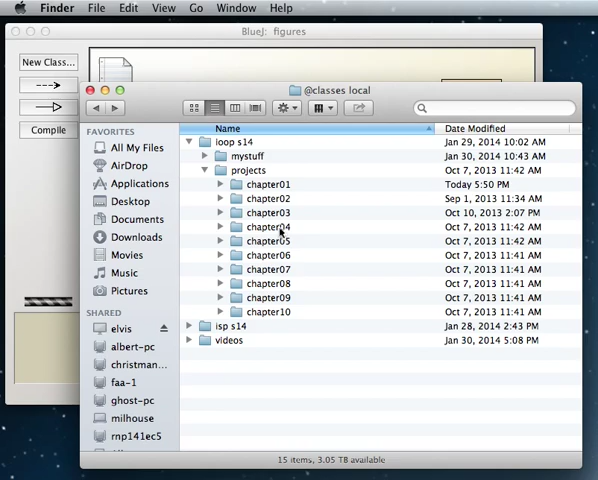 Finder File Edit View Go Window Help
BlueJ: figures
New Class...
Compile
@classes local
FAVORITES
All My Files
AirDrop
Applications
Desktop
Documents
Downloads
Movies
Music
Pictures
SHARED
elvis
albert-pc
christman...
faa-1
ghost-pc
milhouse
rnp141ec5
Name Date Modified
loop s14 Jan 29, 2014 10:02 AM
mystuff Jan 30, 2014 10:43 AM
projects Oct 7, 2013 11:42 AM
chapter01 Today 5:50 PM
chapter02 Sep 1, 2013 11:34 AM
chapter03 Oct 10, 2013 2:07 PM
chapter04 Oct 7, 2013 11:42 AM
chapter05 Oct 7, 2013 11:42 AM
chapter06 Oct 7, 2013 11:41 AM
chapter07 Oct 7, 2013 11:41 AM
chapter08 Oct 7, 2013 11:41 AM
chapter09 Oct 7, 2013 11:41 AM
chapter10 Oct 7, 2013 11:41 AM
isp s14 Jan 28, 2014 2:43 PM
videos Jan 30, 2014 5:08 PM
15 items, 3.05 TB available